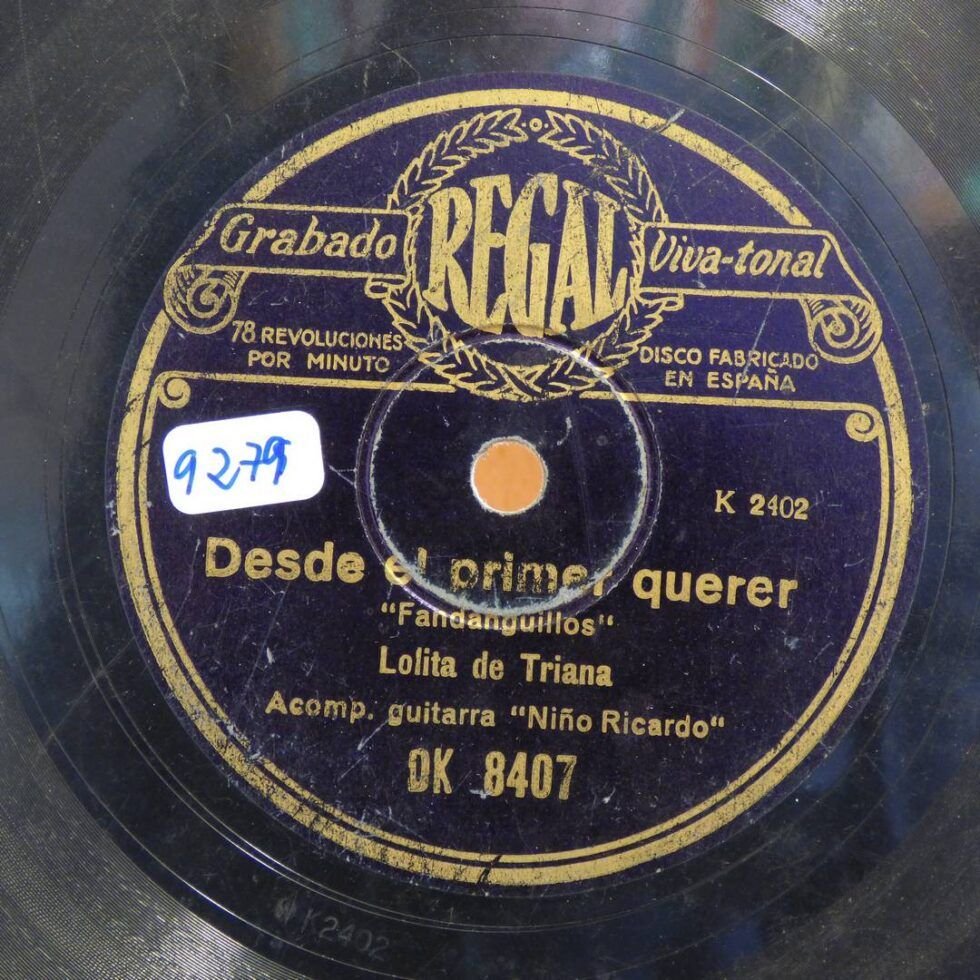 REGAL
Grabado
Viva-tonal
78 REVOLUCIONES
POR MINUTO
DISCO FABRICADO
EN ESPAÑA
9279
K 2402
Desde el primer querer
"Fandanguillos"
Lolita de Triana
Acomp. guitarra "Niño Ricardo"
OK 8407
K2402